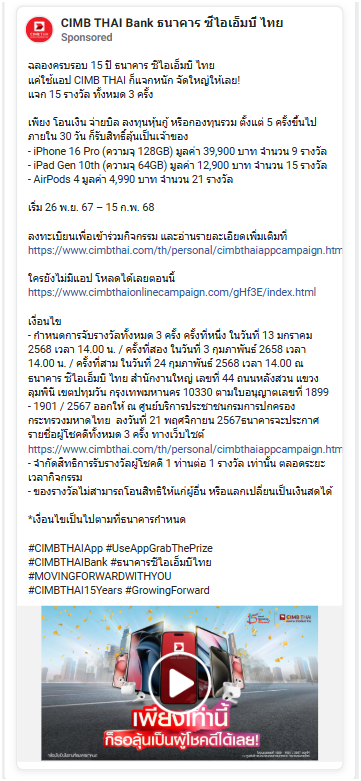 CIMB THAI Bank ธนาคาร ซีไอเอ็มบี ไทย
Sponsored
ฉลองครบรอบ 15 ปี ธนาคาร ซีไอเอ็มบี ไทย
แค่ใช้แอป CIMB THAI ก็แจกหนัก จัดใหญ่ให้เลย!
แจก 15 รางวัล ทั้งหมด 3 ครั้ง
เพียง โอนเงิน จ่ายบิล ลงทุนหุ้นกู้ หรือกองทุนรวม ตั้งแต่ 5 ครั้งขึ้นไป
ภายใน 30 วัน ก็รับสิทธิ์ลุ้นเป็นเจ้าของ
- iPhone 16 Pro (ความจุ 128GB) มูลค่า 39,900 บาท จำนวน 9 รางวัล
- iPad Gen 10th (ความจุ 64GB) มูลค่า 12,900 บาท จำนวน 15 รางวัล
- AirPods 4 มูลค่า 4,990 บาท จำนวน 21 รางวัล
เริ่ม 26 พ.ย. 67 – 15 ก.พ. 68
ลงทะเบียนเพื่อเข้าร่วมกิจกรรม และอ่านรายละเอียดเพิ่มเติมที่
https://www.cimbthai.com/th/personal/cimbthaiappcampaign.htm
ใครยังไม่มีแอป โหลดได้เลยตอนนี้
https://www.cimbthaionlinecampaign.com/gHf3E/index.html
เงื่อนไข
- กำหนดการจับรางวัลทั้งหมด 3 ครั้ง ครั้งที่หนึ่ง ในวันที่ 13 มกราคม
2568 เวลา 14.00 น. / ครั้งที่สอง ในวันที่ 3 กุมภาพันธ์ 2658 เวลา
14.00 น. / ครั้งที่สาม ในวันที่ 24 กุมภาพันธ์ 2568 เวลา 14.00 ณ
ธนาคาร ซีไอเอ็มบี ไทย สำนักงานใหญ่ เลขที่ 44 ถนนหลังสวน แขวง
ลุมพินี เขตปทุมวัน กรุงเทพมหานคร 10330 ตามใบอนุญาตเลขที่ 1899
- 1901 / 2567 ออกให้ ณ ศูนย์บริการประชาชนกรมการปกครอง
กระทรวงมหาดไทย ลงวันที่ 21 พฤศจิกายน 2567ธนาคารจะประกาศ
รายชื่อผู้โชคดีทั้งหมด 3 ครั้ง ทางเว็บไซต์
https://www.cimbthai.com/th/personal/cimbthaiappcampaign.htm
- จำกัดสิทธิการรับรางวัลผู้โชคดี 1 ท่านต่อ 1 รางวัล เท่านั้น ตลอดระยะ
เวลากิจกรรม
- ของรางวัลไม่สามารถโอนสิทธิให้แก่ผู้อื่น หรือแลกเปลี่ยนเป็นเงินสดได้
*เงื่อนไขเป็นไปตามที่ธนาคารกำหนด
#CIMBTHAIApp #UseAppGrabThePrize
#CIMBTHAIBank #ธนาคารซีไอเอ็มบีไทย
#MOVINGFORWARDWITHYOU
#CIMBTHAI15Years #GrowingForward
CIMB THAI
เพียงเท่านี้
ก็รอลุ้นเป็นผู้โชคดีได้เลย!